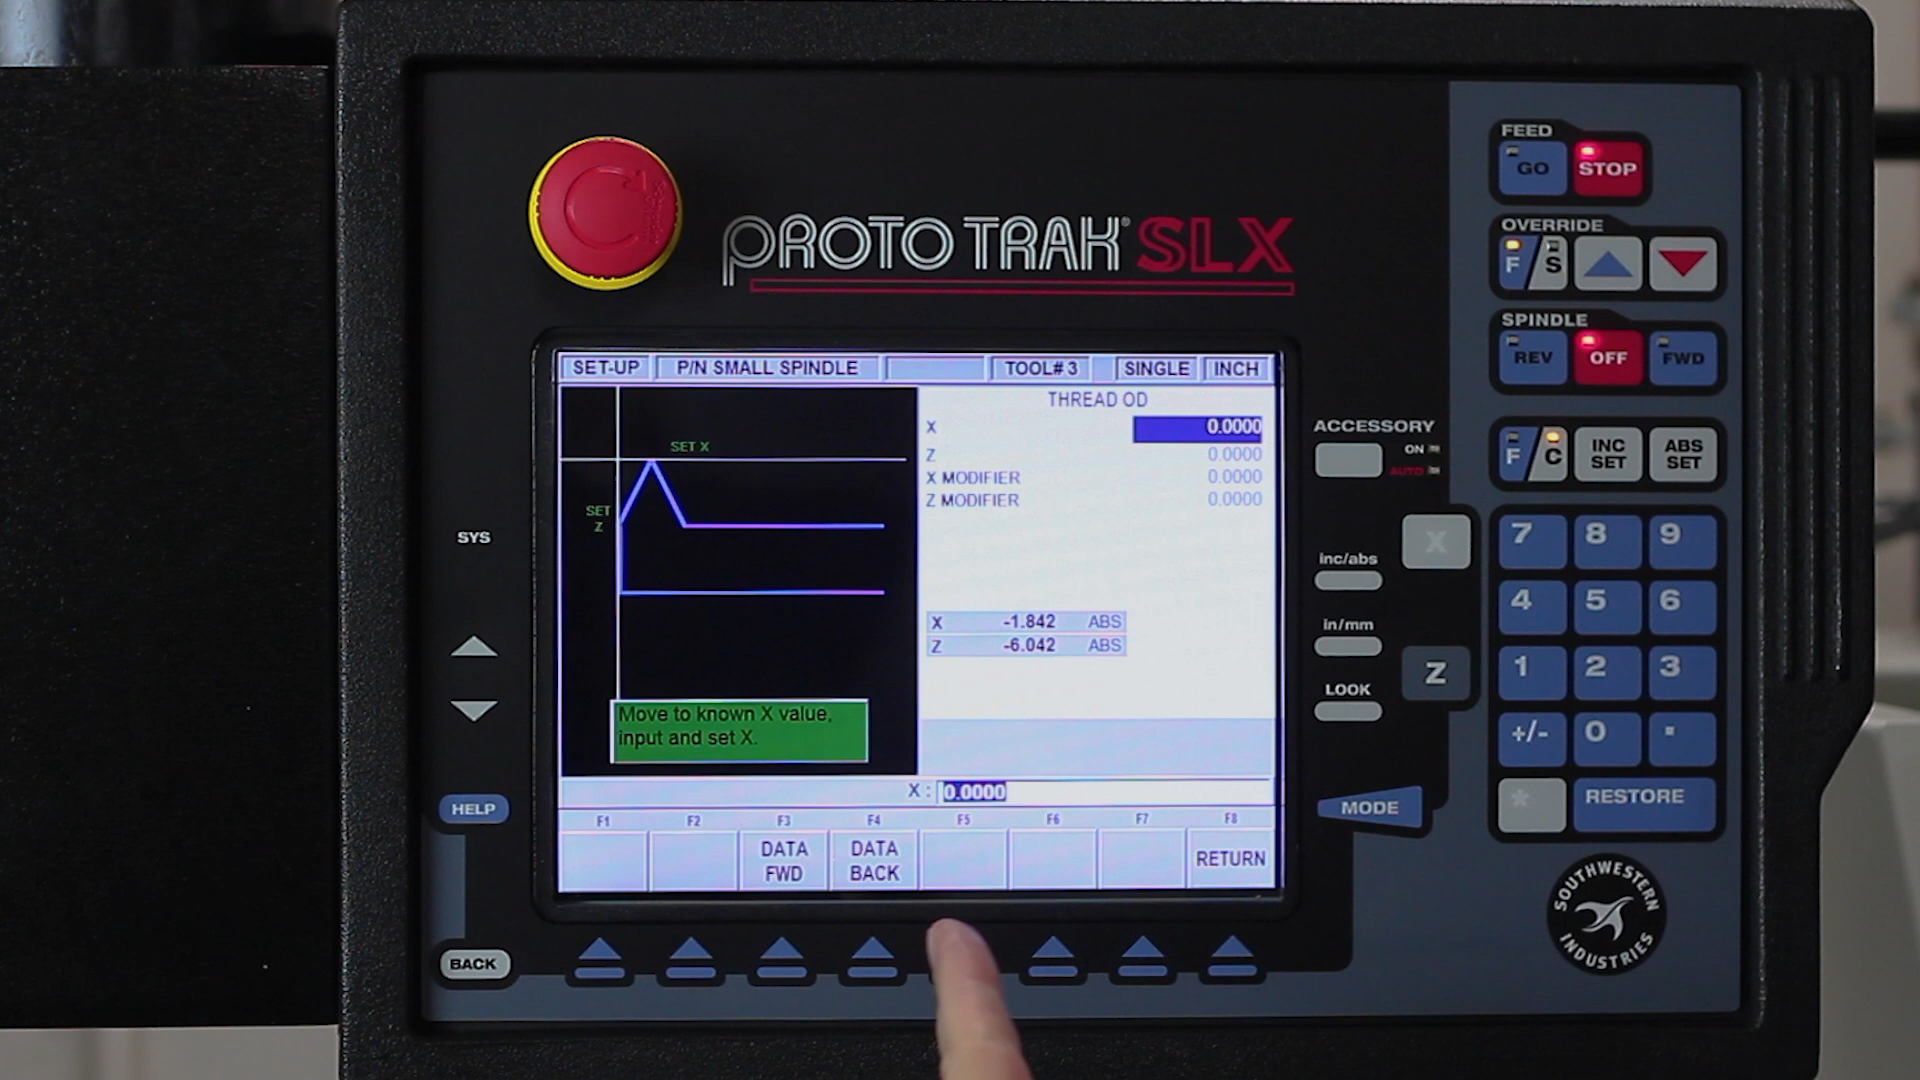 PROTO TRAK® SLX
FEED
GO
STOP
OVERRIDE
F
S
SPINDLE
REV
OFF
FWD
F
C
INC
SET
ABS
SET
ACCESSORY
ON
AUTO
inc/abs
in/mm
LOOK
X
Z
MODE
7
8
9
4
5
6
1
2
3
+/-
0
.
*
RESTORE
SOUTHWESTERN
INDUSTRIES
SYS
HELP
BACK
SET-UP
P/N SMALL SPINDLE
TOOL# 3
SINGLE
INCH
SET X
SET
Z
Move to known X value,
input and set X.
THREAD OD
X 0.0000
Z 0.0000
X MODIFIER 0.0000
Z MODIFIER 0.0000
X -1.842 ABS
Z -6.042 ABS
X : 0.0000
F1
F2
F3
F4
F5
F6
F7
F8
DATA
FWD
DATA
BACK
RETURN